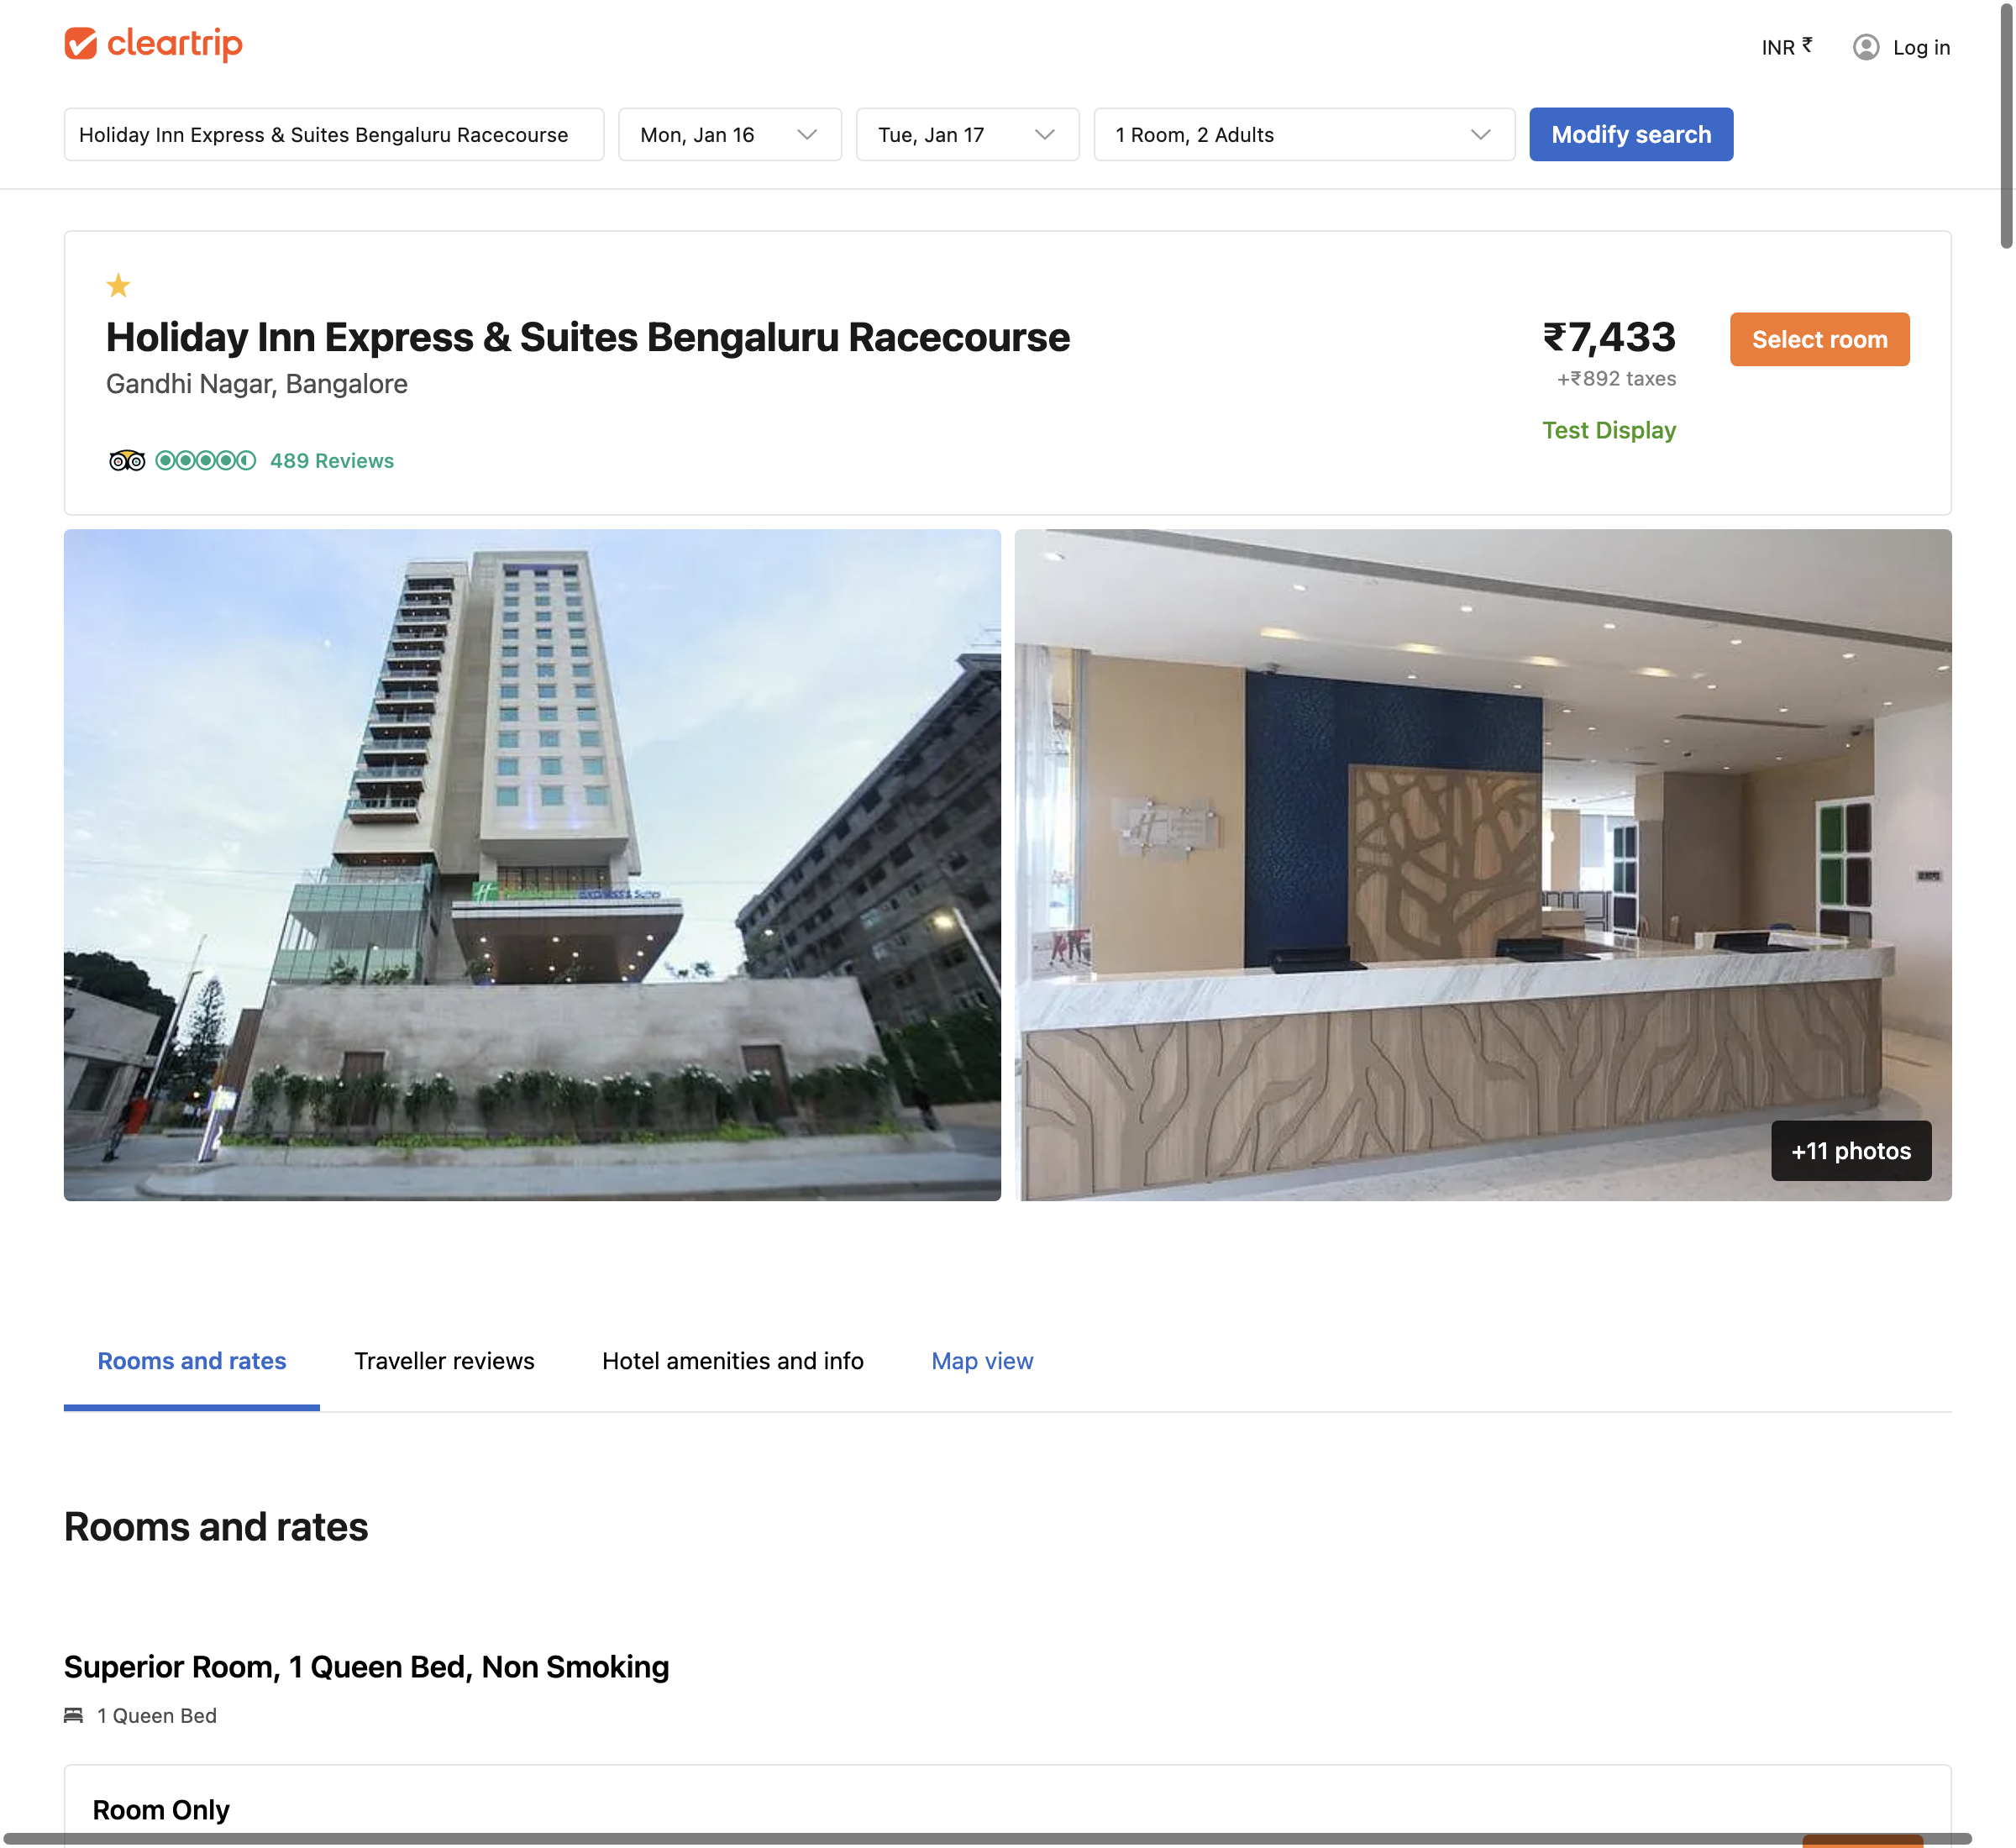 cleartrip
INR ₹
Log in
Holiday Inn Express & Suites Bengaluru Racecourse
Mon, Jan 16
Tue, Jan 17
1 Room, 2 Adults
Modify search
Holiday Inn Express & Suites Bengaluru Racecourse
Gandhi Nagar, Bangalore
₹7,433
+₹892 taxes
Test Display
Select room
489 Reviews
H
EXPRESS & SUITES
H
+11 photos
Rooms and rates
Traveller reviews
Hotel amenities and info
Map view
Rooms and rates
Superior Room, 1 Queen Bed, Non Smoking
1 Queen Bed
Room Only